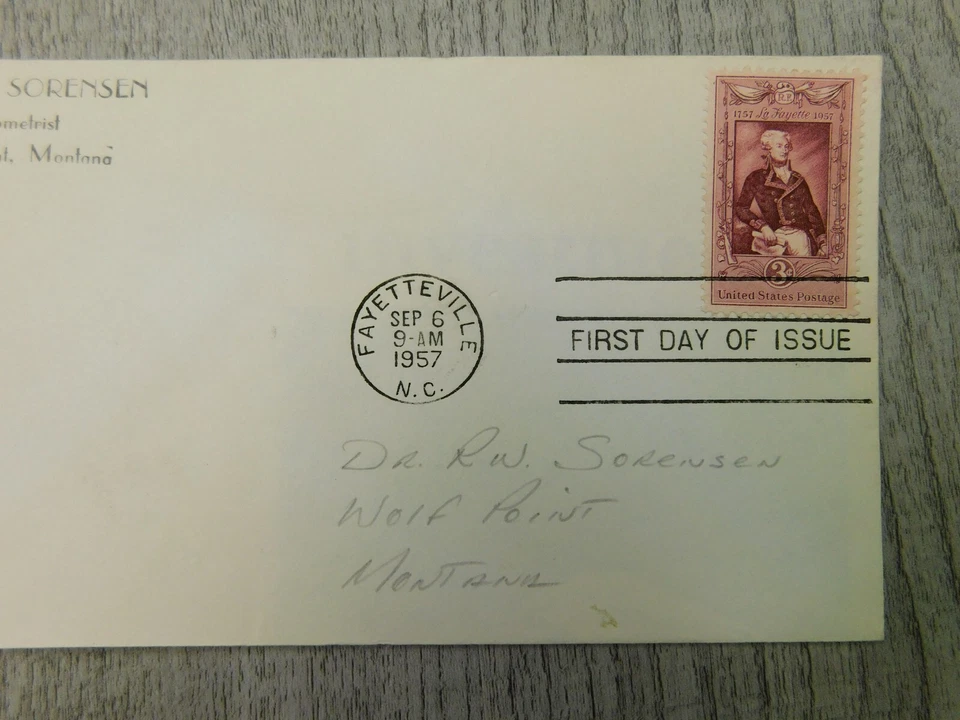 SORENSEN
ometrist
nt, Montana
R F
1757 La Fayette 1957
3¢
United States Postage
FAYETTEVILLE
SEP 6
9-AM
1957
N.C.
FIRST DAY OF ISSUE
DR. R.W. SORENSEN
WOLF POINT
MONTANA